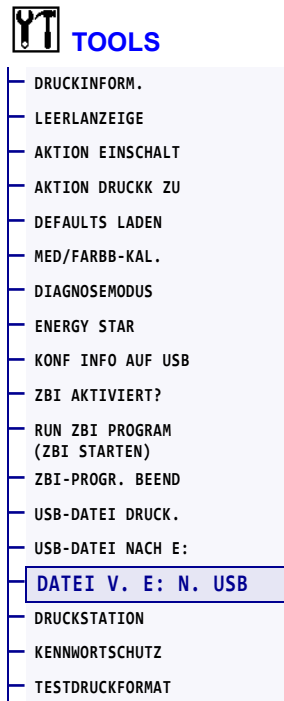 TOOLS
DRUCKINFORM.
LEERLANZEIGE
AKTION EINSCHALT
AKTION DRUCKK ZU
DEFAULTS LADEN
MED/FARBB-KAL.
DIAGNOSEMODUS
ENERGY STAR
KONF INFO AUF USB
ZBI AKTIVIERT?
RUN ZBI PROGRAM
(ZBI STARTEN)
ZBI-PROGR. BEEND
USB-DATEI DRUCK.
USB-DATEI NACH E:
DATEI V. E: N. USB
DRUCKSTATION
KENNWORTSCHUTZ
TESTDRUCKFORMAT